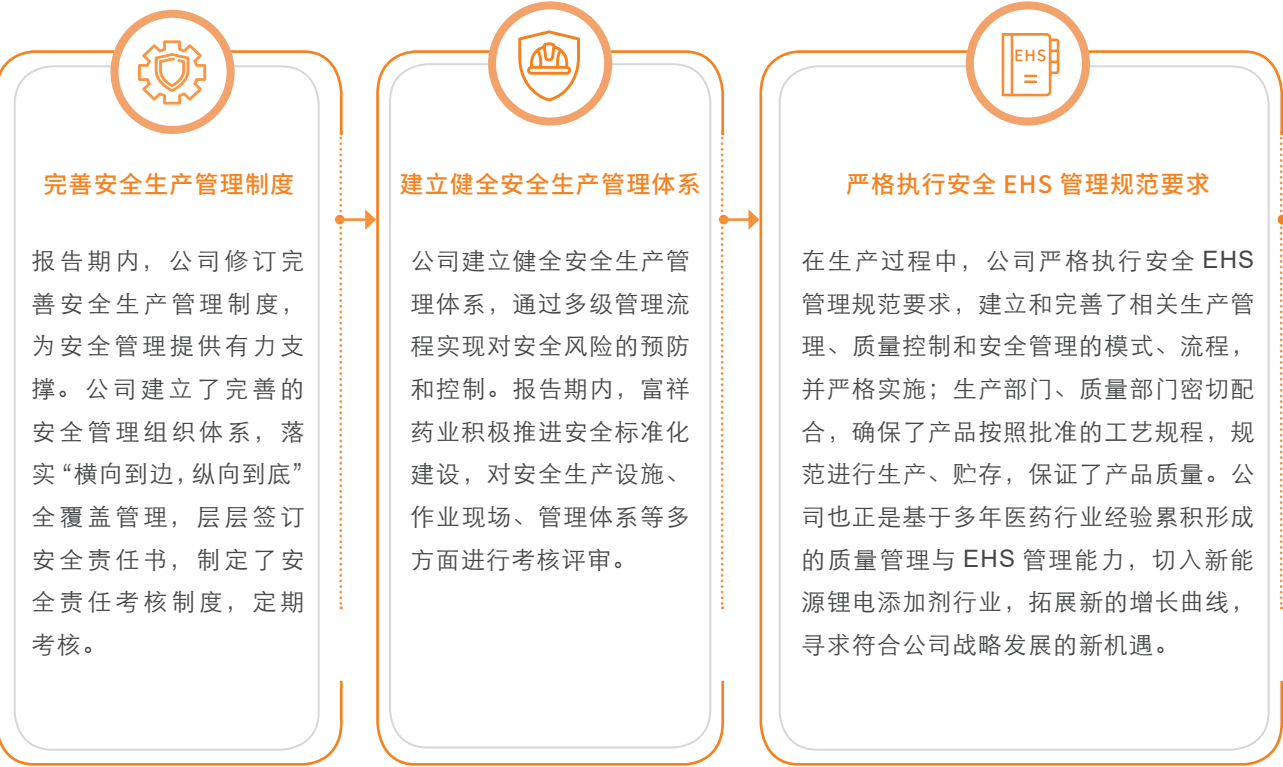 完善安全生产管理制度
报告期内，公司修订完
善安全生产管理制度，
为安全管理提供有力支
撑。公司建立了完善的
安全管理组织体系，落
实“横向到边，纵向到底”
全覆盖管理，层层签订
安全责任书，制定了安
全责任考核制度，定期
考核。
建立健全安全生产管理体系
公司建立健全安全生产管
理体系，通过多级管理流
程实现对安全风险的预防
和控制。报告期内，富祥
药业积极推进安全标准化
建设，对安全生产设施、
作业现场、管理体系等多
方面进行考核评审。
EHS
严格执行安全 EHS 管理规范要求
在生产过程中，公司严格执行安全 EHS
管理规范要求，建立和完善了相关生产管
理、质量控制和安全管理的模式、流程，
并严格实施；生产部门、质量部门密切配
合，确保了产品按照批准的工艺规程，规
范进行生产、贮存，保证了产品质量。公
司也正是基于多年医药行业经验累积形成
的质量管理与 EHS 管理能力，切入新能
源锂电添加剂行业，拓展新的增长曲线，
寻求符合公司战略发展的新机遇。